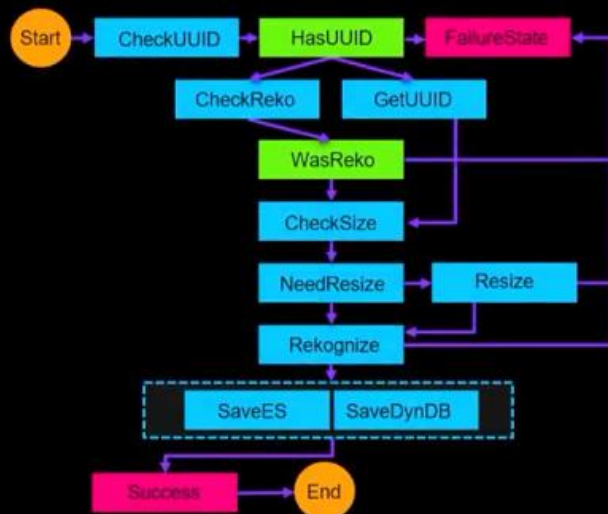 Start
CheckUUID
HasUUID
FailureState
CheckReko
GetUUID
WasReko
CheckSize
NeedResize
Resize
Rekognize
SaveES
SaveDynDB
Success
End